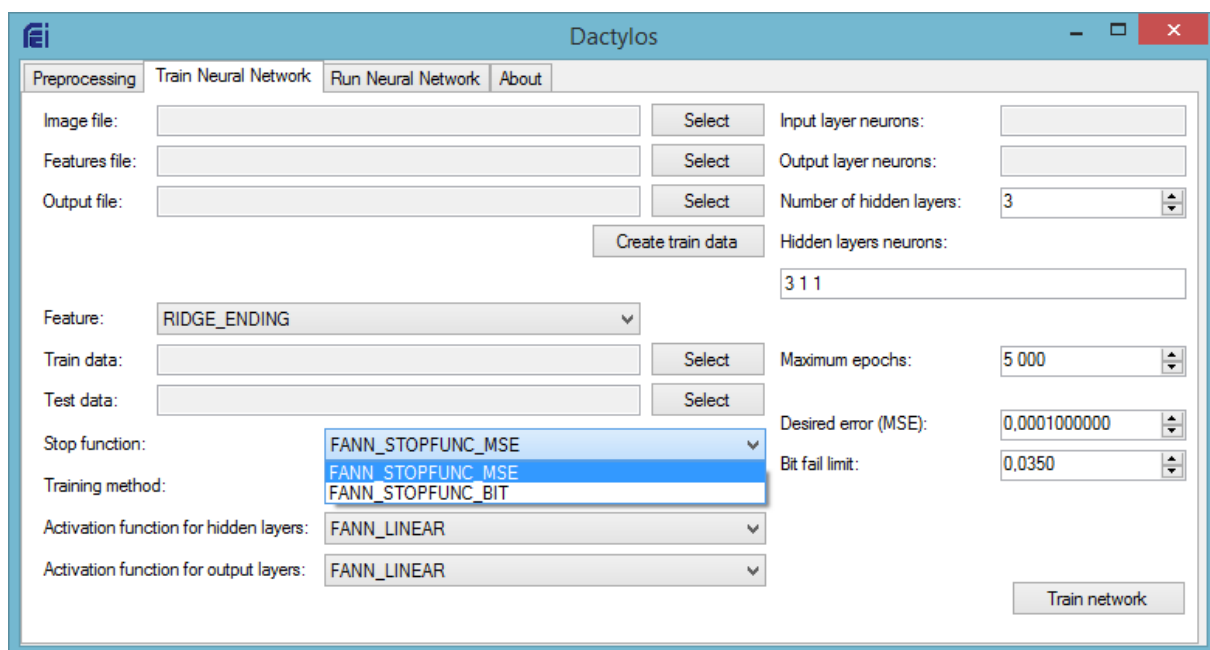 Dactylos
Preprocessing Train Neural Network Run Neural Network About
Image file: Select Input layer neurons:
Features file: Select Output layer neurons:
Output file: Select Number of hidden layers: 3
Create train data Hidden layers neurons:
3 1 1
Feature: RIDGE_ENDING
Train data: Select Maximum epochs: 5 000
Test data: Select
Desired error (MSE): 0,0001000000
Stop function: FANN_STOPFUNC_MSE
Bit fail limit: 0,0350
FANN_STOPFUNC_MSE
Training method:
FANN_STOPFUNC_BIT
Activation function for hidden layers: FANN_LINEAR
Activation function for output layers: FANN_LINEAR
Train network